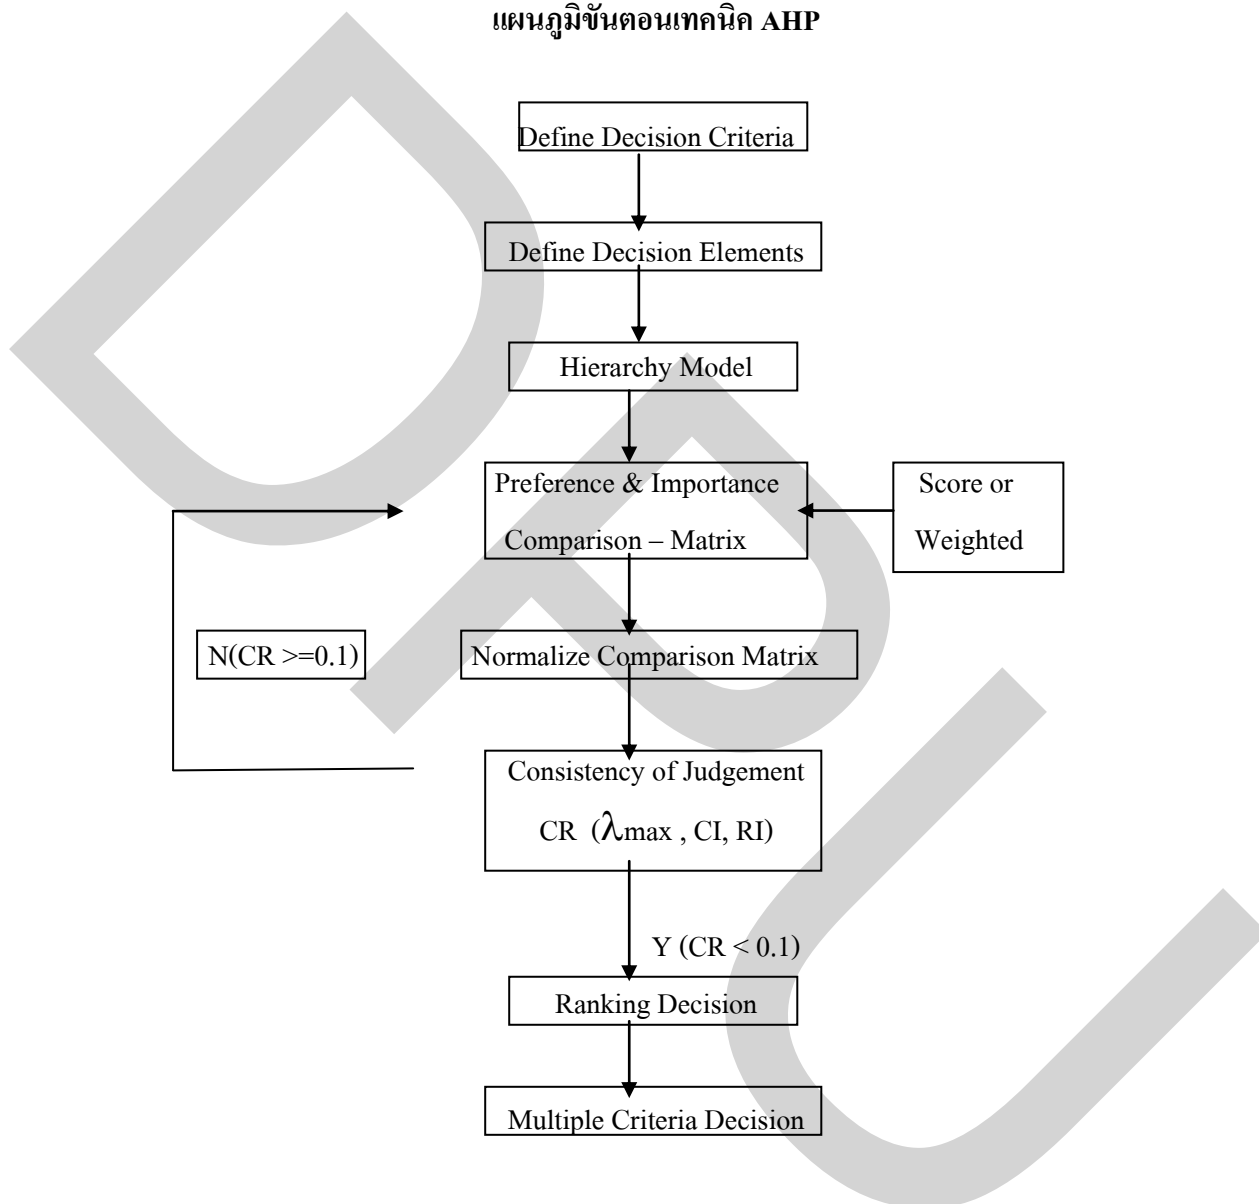 แผนภูมิขั้นตอนเทคนิค AHP
Define Decision Criteria
Define Decision Elements
Hierarchy Model
Preference & Importance
Comparison – Matrix
Score or
Weighted
N(CR >=0.1)
Normalize Comparison Matrix
Consistency of Judgement
CR (λmax , CI, RI)
Y (CR < 0.1)
Ranking Decision
Multiple Criteria Decision
DPU